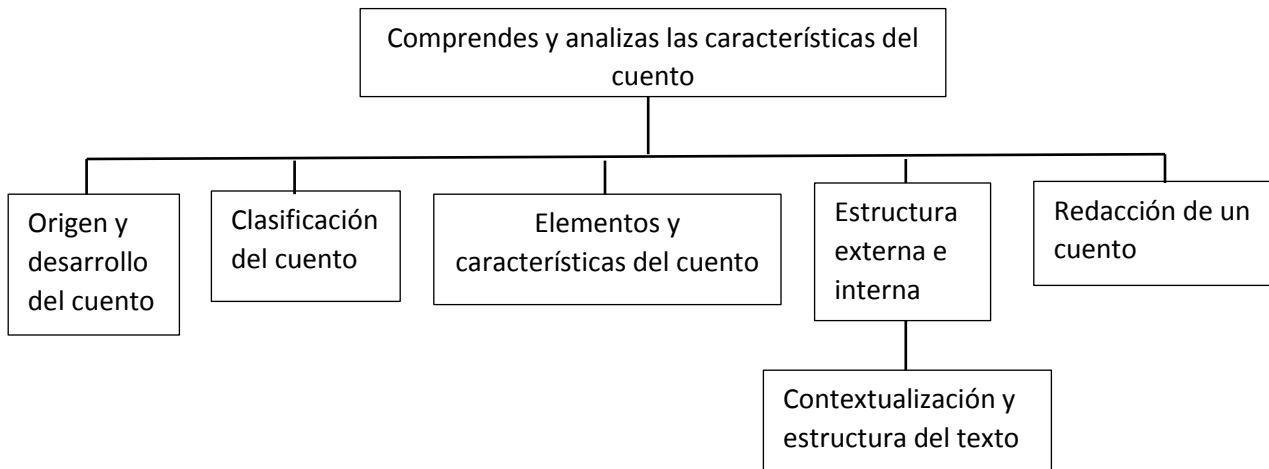 Comprendes y analizas las características del
cuento
Origen y
desarrollo
del cuento
Clasificación
del cuento
Elementos y
características del cuento
Estructura
externa e
interna
Redacción de un
cuento
Contextualización y
estructura del texto